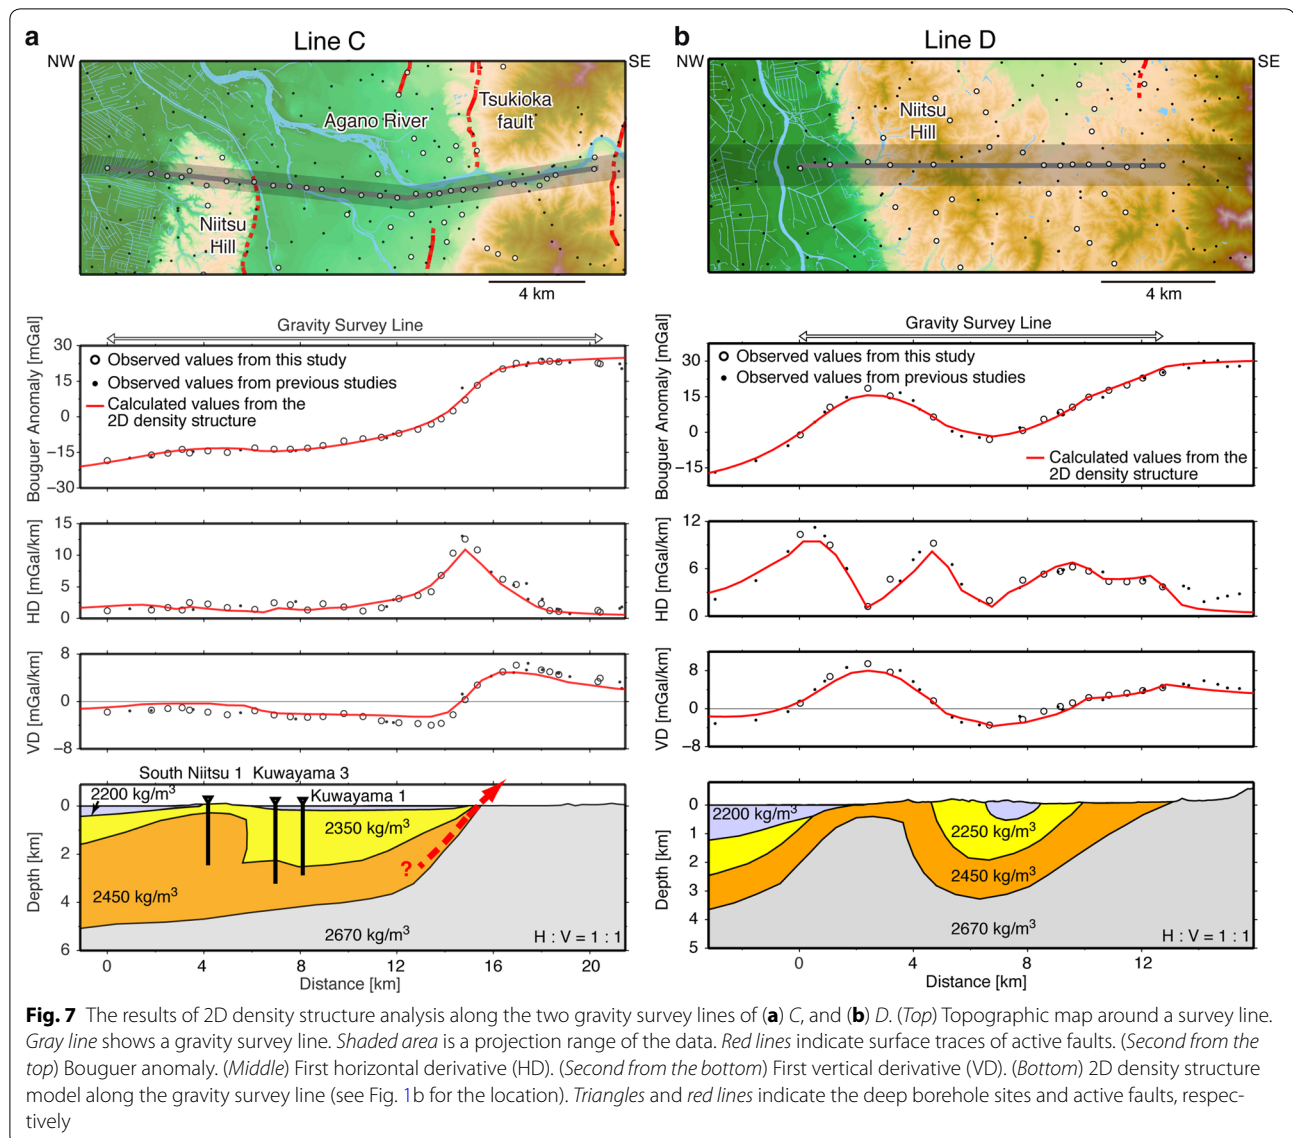 a
Line C
NW
SE
Agano River
Tsukioka
fault
Niitsu
Hill
4 km
Gravity Survey Line
Bouguer Anomaly [mGal]
30
15
0
−15
−30
Observed values from this study
Observed values from previous studies
Calculated values from the
2D density structure
HD [mGal/km]
15
10
5
0
VD [mGal/km]
8
0
−8
South Niitsu 1 Kuwayama 3
2200 kg/m³
Kuwayama 1
2350 kg/m³
?
2450 kg/m³
2670 kg/m³
H : V = 1 : 1
Depth [km]
0
2
4
6
0 4 8 12 16 20
Distance [km]
b
Line D
NW
SE
Niitsu
Hill
4 km
Gravity Survey Line
Bouguer Anomaly [mGal]
30
15
0
−15
Observed values from this study
Observed values from previous studies
Calculated values from the
2D density structure
HD [mGal/km]
12
6
0
VD [mGal/km]
8
0
−8
2200 kg/m³
2250 kg/m³
2450 kg/m³
2670 kg/m³
H : V = 1 : 1
Depth [km]
0
1
2
3
4
5
0 4 8 12
Distance [km]
Fig. 7 The results of 2D density structure analysis along the two gravity survey lines of (a) C, and (b) D. (Top) Topographic map around a survey line.
Gray line shows a gravity survey line. Shaded area is a projection range of the data. Red lines indicate surface traces of active faults. (Second from the
top) Bouguer anomaly. (Middle) First horizontal derivative (HD). (Second from the bottom) First vertical derivative (VD). (Bottom) 2D density structure
model along the gravity survey line (see Fig. 1b for the location). Triangles and red lines indicate the deep borehole sites and active faults, respec-
tively